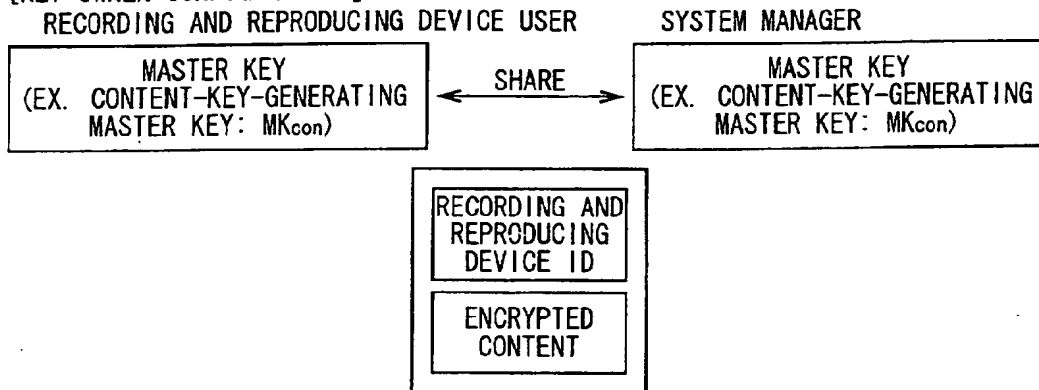 RECORDING AND REPRODUCING DEVICE USER
SYSTEM MANAGER
MASTER KEY
(EX. CONTENT-KEY-GENERATING
MASTER KEY: MKcon)
SHARE
MASTER KEY
(EX. CONTENT-KEY-GENERATING
MASTER KEY: MKcon)
RECORDING AND
REPRODUCING
DEVICE ID
ENCRYPTED
CONTENT